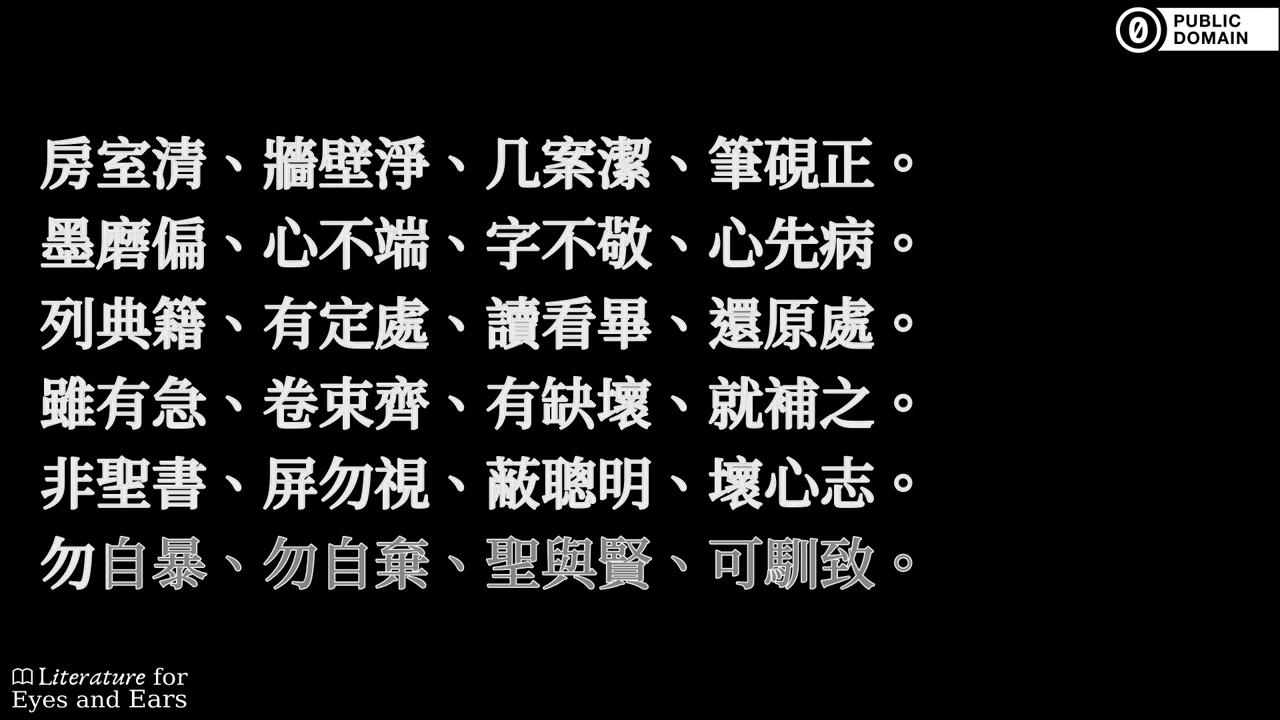 PUBLIC
DOMAIN
房室清、牆壁淨、几案潔、筆硯正。
墨磨偏、心不端、字不敬、心先病。
列典籍、有定處、讀看畢、還原處。
雖有急、卷束齊、有缺壞、就補之。
非聖書、屏勿視、蔽聰明、壞心志。
勿自暴、勿自棄、聖與賢、可馴致。
Literature for
Eyes and Ears